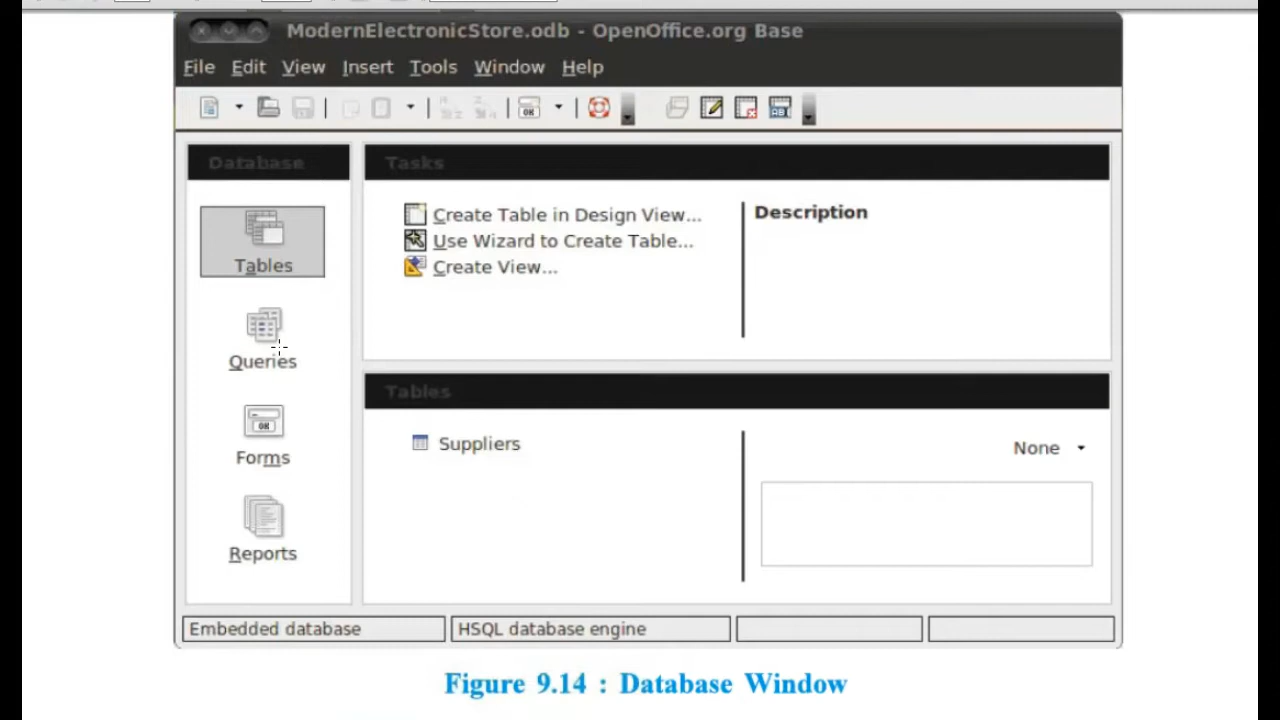 ModernElectronicStore.odb - OpenOffice.org Base
File Edit View Insert Tools Window Help
Database
Tables
Queries
Forms
Reports
Tasks
Create Table in Design View...
Use Wizard to Create Table...
Create View...
Description
Tables
Suppliers
None
Embedded database
HSQL database engine
Figure 9.14 : Database Window